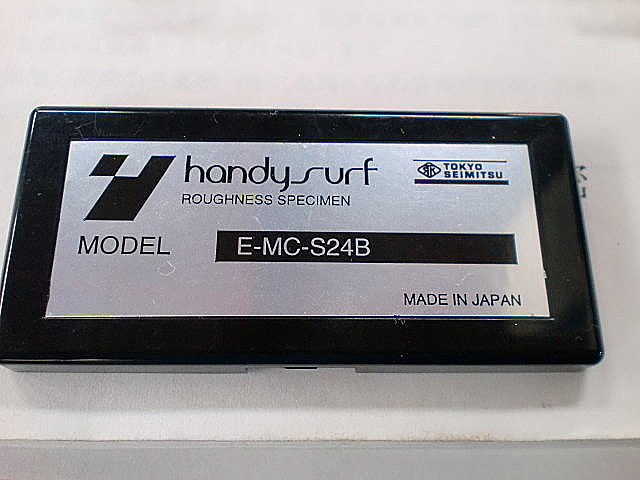 handysurf
TOKYO
SEIMITSU
ROUGHNESS SPECIMEN
MODEL E-MC-S24B
MADE IN JAPAN